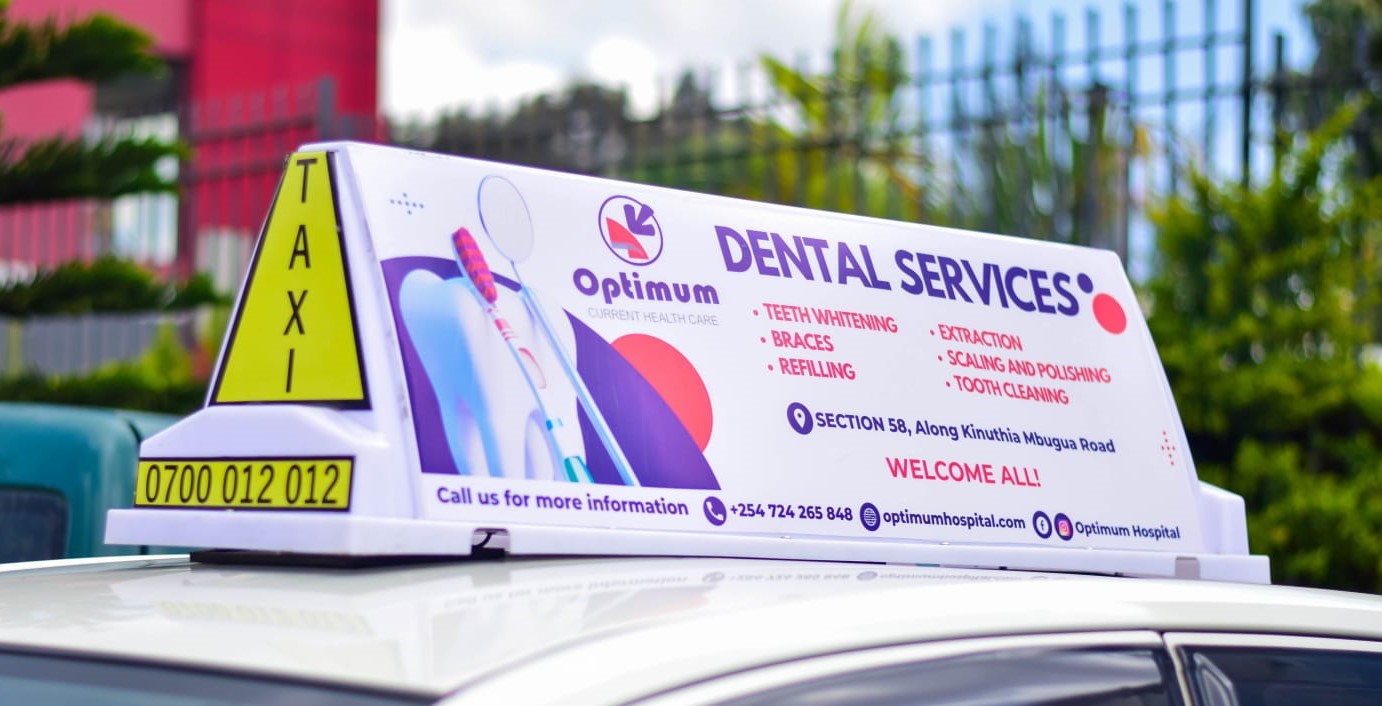 TAXI
0700 012 012
Optimum
CURRENT HEALTH CARE
DENTAL SERVICES
• TEETH WHITENING
• BRACES
• REFILLING
• EXTRACTION
• SCALING AND POLISHING
• TOOTH CLEANING
SECTION 58, Along Kinuthia Mbugua Road
WELCOME ALL!
Call us for more information +254 724 265 848 optimumhospital.com Optimum Hospital